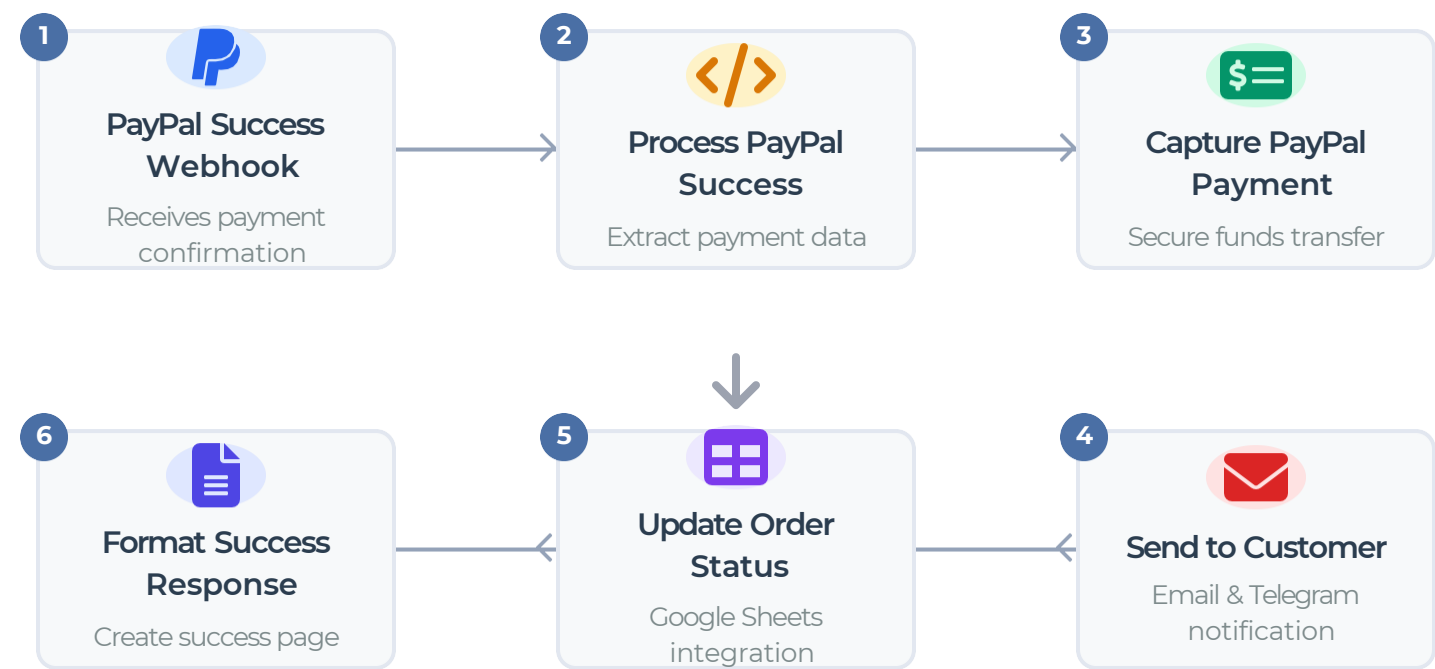 1
PayPal Success
Webhook
Receives payment
confirmation
2
Process PayPal
Success
Extract payment data
3
Capture PayPal
Payment
Secure funds transfer
6
Format Success
Response
Create success page
5
Update Order
Status
Google Sheets
integration
4
Send to Customer
Email & Telegram
notification